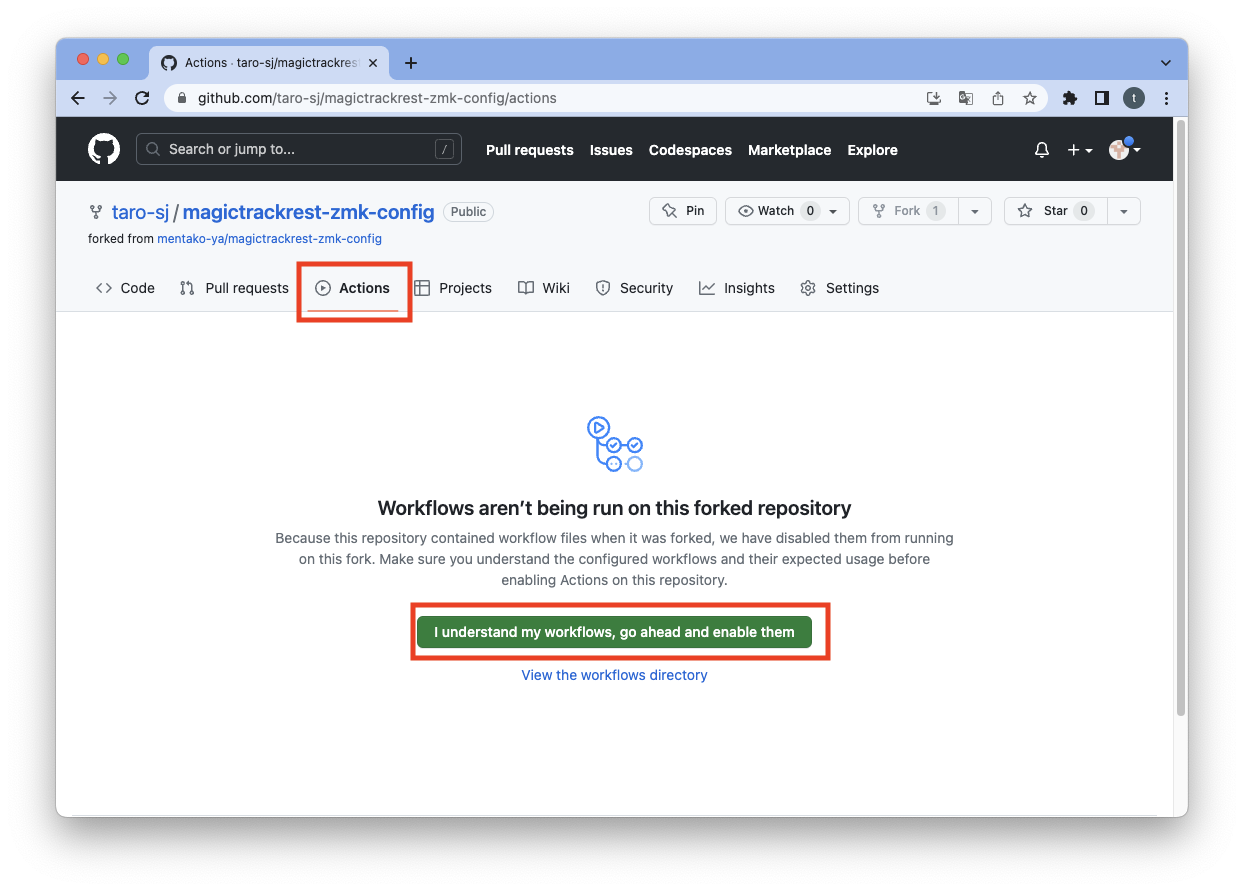 Actions · taro-sj/magictrackres
github.com/taro-sj/magictrackrest-zmk-config/actions
t
Search or jump to...
/
Pull requests
Issues
Codespaces
Marketplace
Explore
taro-sj / magictrackrest-zmk-config Public
Pin
Watch 0
Fork 1
Star 0
forked from mentako-ya/magictrackrest-zmk-config
Code
Pull requests
Actions
Projects
Wiki
Security
Insights
Settings
Workflows aren’t being run on this forked repository
Because this repository contained workflow files when it was forked, we have disabled them from running
on this fork. Make sure you understand the configured workflows and their expected usage before
enabling Actions on this repository.
I understand my workflows, go ahead and enable them
View the workflows directory